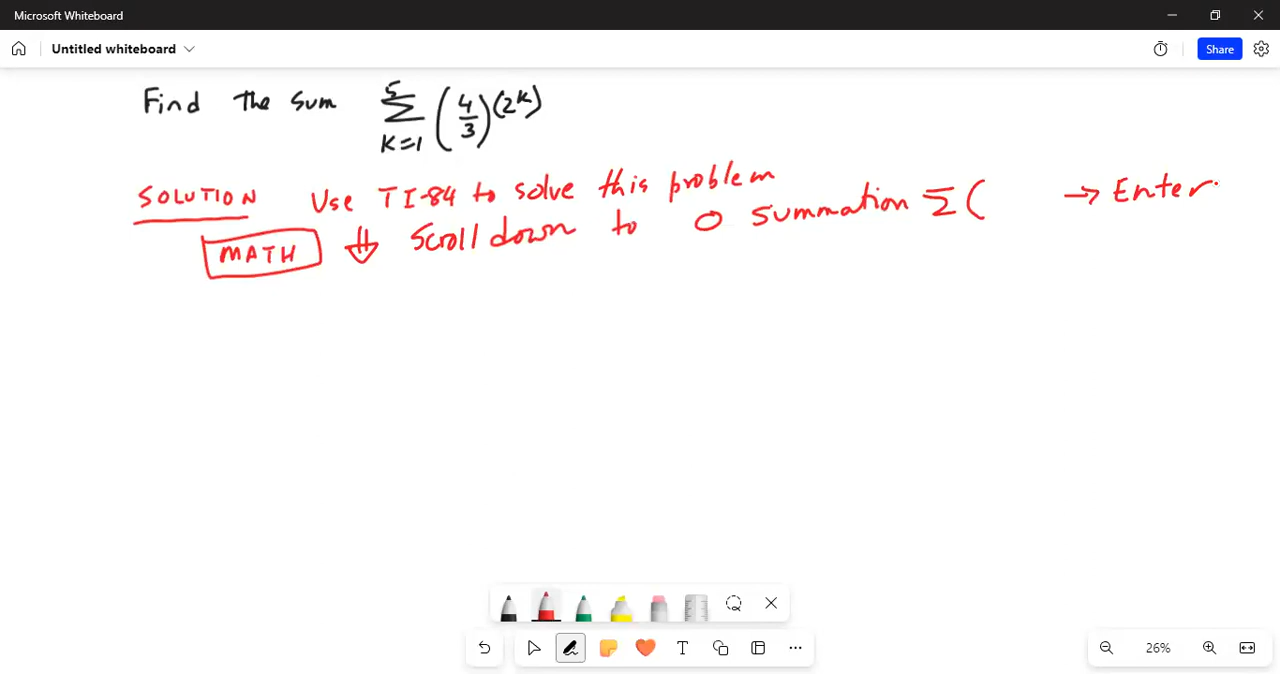 Microsoft Whiteboard
Untitled whiteboard
Share
Find the sum 5 Σ K=1 (4/3)(2^k)
SOLUTION Use TI-84 to solve this problem
MATH ⇓ Scroll down to 0 summation Σ( → Enter.
26%